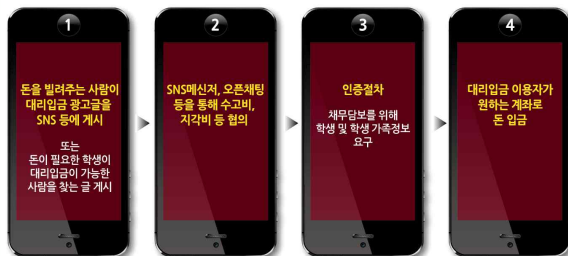 1
돈을 빌려주는 사람이
대리입금 광고글을
SNS 등에 게시
또는
돈이 필요한 학생이
대리입금이 가능한
사람을 찾는 글 게시
2
SNS메신저, 오픈채팅
등을 통해 수고비,
지각비 등 협의
3
인증절차
채무담보를 위해
학생 및 학생 가족정보
요구
4
대리입금 이용자가
원하는 계좌로
돈 입금